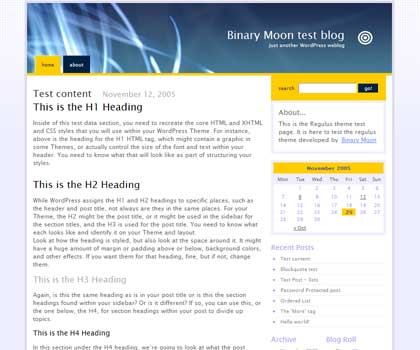 Binary Moon test blog
just another WordPress weblog
home
about
Test content November 12, 2005
This is the H1 Heading
Inside of this test data section, you need to recreate the core HTML and XHTML
and CSS styles that you will use within your WordPress Theme. For instance,
above is the heading for the H1 HTML tag, which might contain a graphic in
some Themes, or actually control the size of the font and text within your
header. You need to know what that will look like as part of structuring your
styles.
This is the H2 Heading
While WordPress assigns the H1 and H2 headings to specific places, such as
the header and post title, not always are they in the same places. For your
Theme, the H2 might be the post title, or it might be used in the sidebar for
the section titles, and the H3 is used for the post title. You need to know what
each looks like and identify it on your Theme and layout.
Look at how the heading is styled, but also look at the space around it. It might
have a huge amount of margin or padding above or below, background colors,
and other effects. If you want them for that heading, fine, but if not, change
them.
This is the H3 Heading
Again, is this the same heading as is in your post title or is this the section
headings found within your sidebar? Or is it different? If so, you can use this, or
the one below, the H4, for section headings within your post to divide up
topics.
This is the H4 Heading
In this section under the H4 heading, we're going to look at what the post
search
go!
About...
This is the Regulus theme test
page. It is here to test the regulus
theme developed by Binary Moon
November 2005
Mon Tue Wed Thu Fri Sat Sun
1 2 3 4 5 6
7 8 9 10 11 12 13
14 15 16 17 18 19 20
21 22 23 24 25 26 27
28 29 30
« Oct
Recent Posts
Test content
Blockquote test
Test Post - lists
Password Protected post
Ordered List
The 'More' tag
Hello world!
Archive
Blog Roll